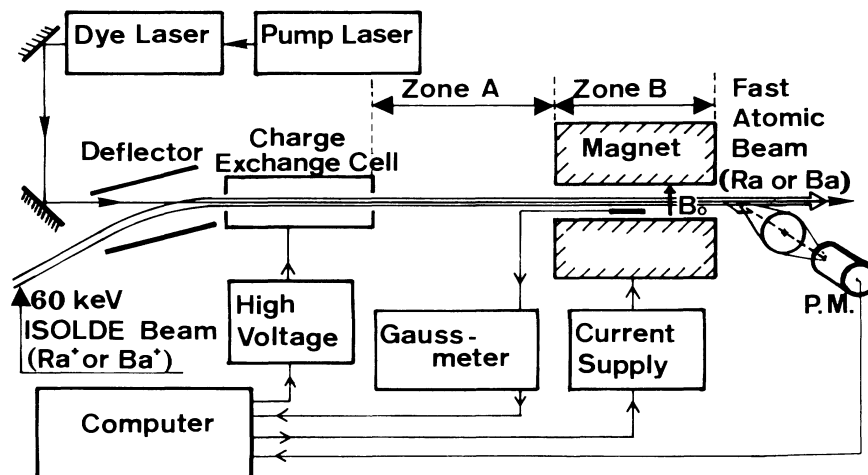 Dye Laser
Pump Laser
Zone A
Zone B
Fast
Atomic
Beam
(Ra or Ba)
Deflector
Charge
Exchange Cell
Magnet
B₀
60 keV
ISOLDE Beam
(Ra⁺ or Ba⁺)
High
Voltage
Gauss-
meter
Current
Supply
P.M.
Computer